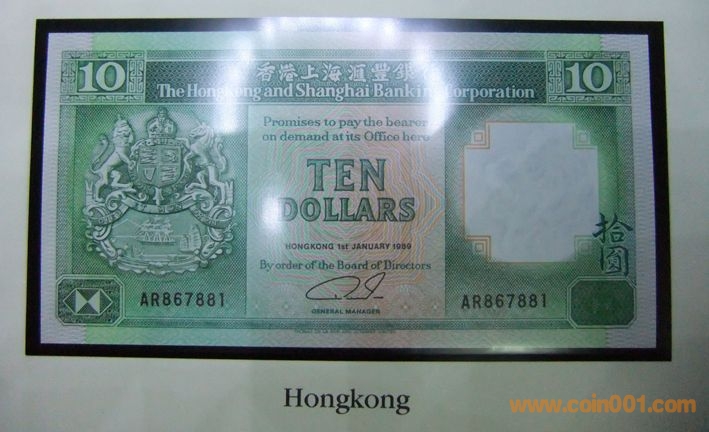 10 香港上海滙豐銀 10
The Hongkong and Shanghai Banking Corporation
Promises to pay the bearer
on demand at its Office here
TEN
DOLLARS
HONGKONG 1st JANUARY 1989
By order of the Board of Directors
拾圓
AR867881 AR867881
GENERAL MANAGER
Hongkong
www.coin001.com